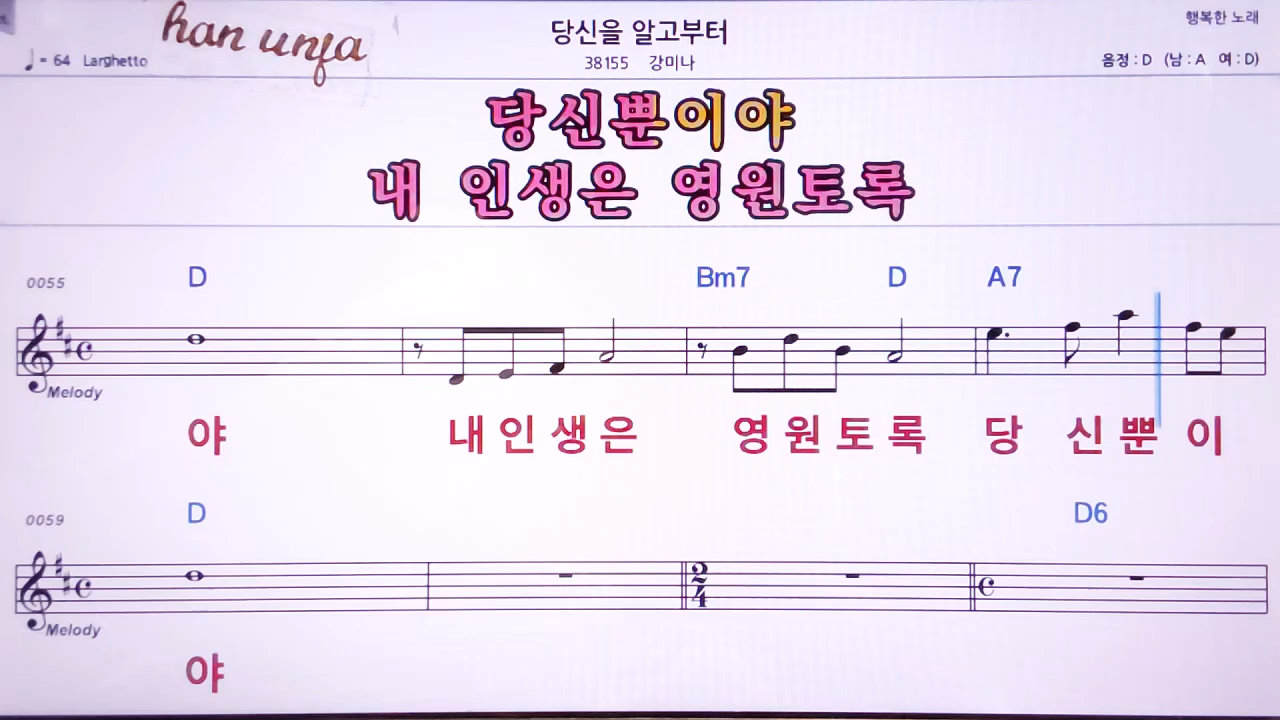 han unja
당신을 알고부터
행복한 노래
♩= 64 Larghetto
38155 강미나
음정 : D (남 : A 여 : D)
당신뿐이야
내 인생은 영원토록
0055 D Bm7 D A7
Melody
야 내 인 생 은 영 원 토 록 당 신 뿐 이
0059 D D6
2
4
Melody
야